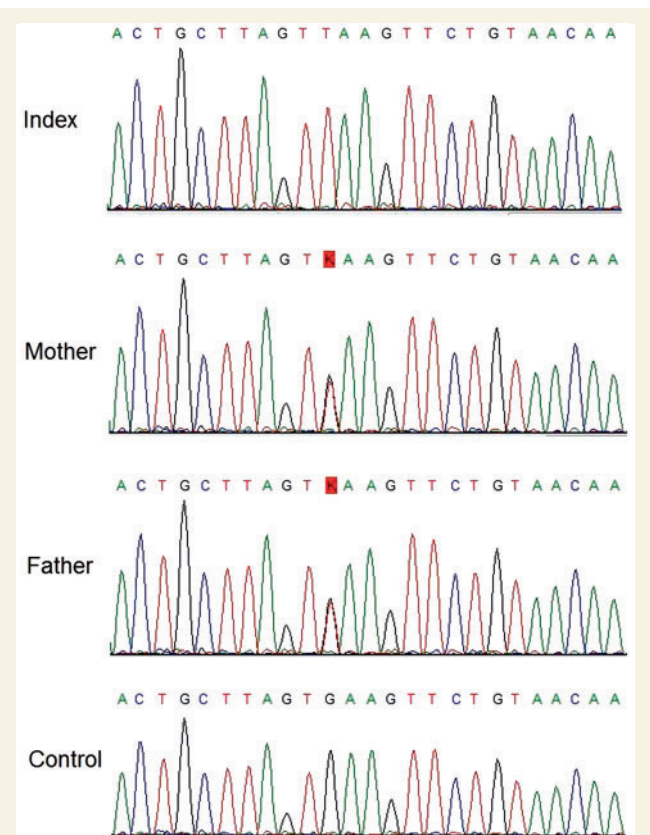 A C T G C T T A G T T A A G T T C T G T A A C A A
Index
A C T G C T T A G T K A A G T T C T G T A A C A A
Mother
A C T G C T T A G T K A A G T T C T G T A A C A A
Father
A C T G C T T A G T G A A G T T C T G T A A C A A
Control